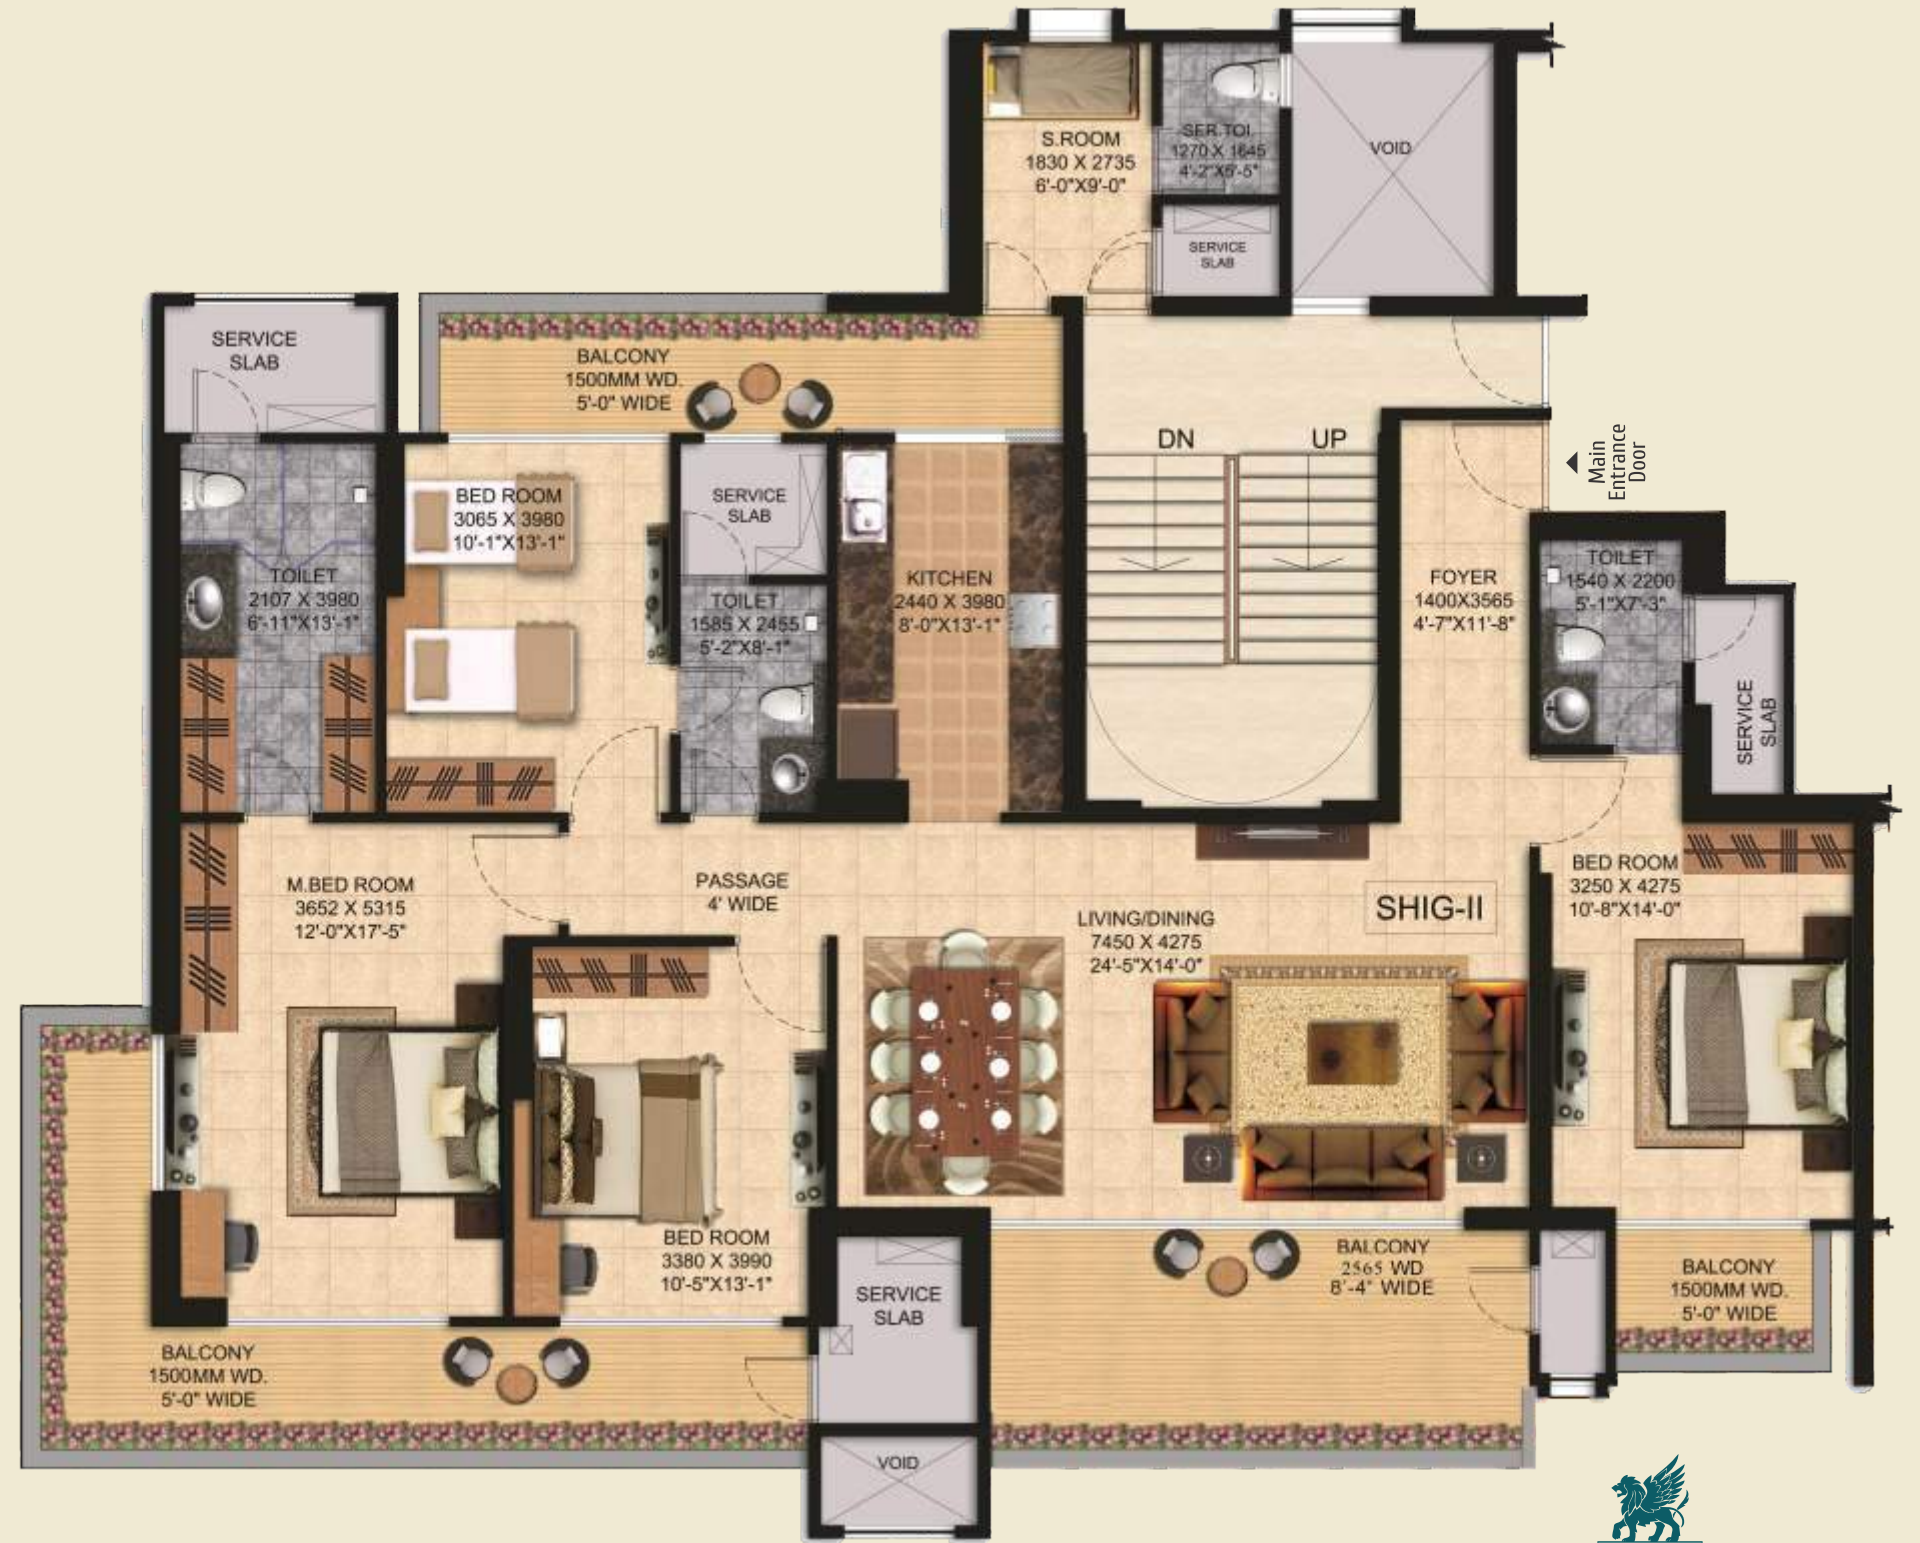 S.ROOM
1830 X 2735
6'-0"X9'-0"
SER.TOI.
1270 X 1645
4'-2"X5'-5"
VOID
SERVICE
SLAB
SERVICE
SLAB
BALCONY
1500MM WD.
5'-0" WIDE
DN
UP
Main
Entrance
Door
BED ROOM
3065 X 3980
10'-1"X13'-1"
SERVICE
SLAB
TOILET
2107 X 3980
6'-11"X13'-1"
TOILET
1585 X 2455
5'-2"X8'-1"
KITCHEN
2440 X 3980
8'-0"X13'-1"
FOYER
1400X3565
4'-7"X11'-8"
TOILET
1540 X 2200
5'-1"X7'-3"
SERVICE
SLAB
M.BED ROOM
3652 X 5315
12'-0"X17'-5"
PASSAGE
4' WIDE
LIVING/DINING
7450 X 4275
24'-5"X14'-0"
SHIG-II
BED ROOM
3250 X 4275
10'-8"X14'-0"
BED ROOM
3380 X 3990
10'-5"X13'-1"
SERVICE
SLAB
BALCONY
2565 WD
8'-4" WIDE
BALCONY
1500MM WD.
5'-0" WIDE
BALCONY
1500MM WD.
5'-0" WIDE
VOID